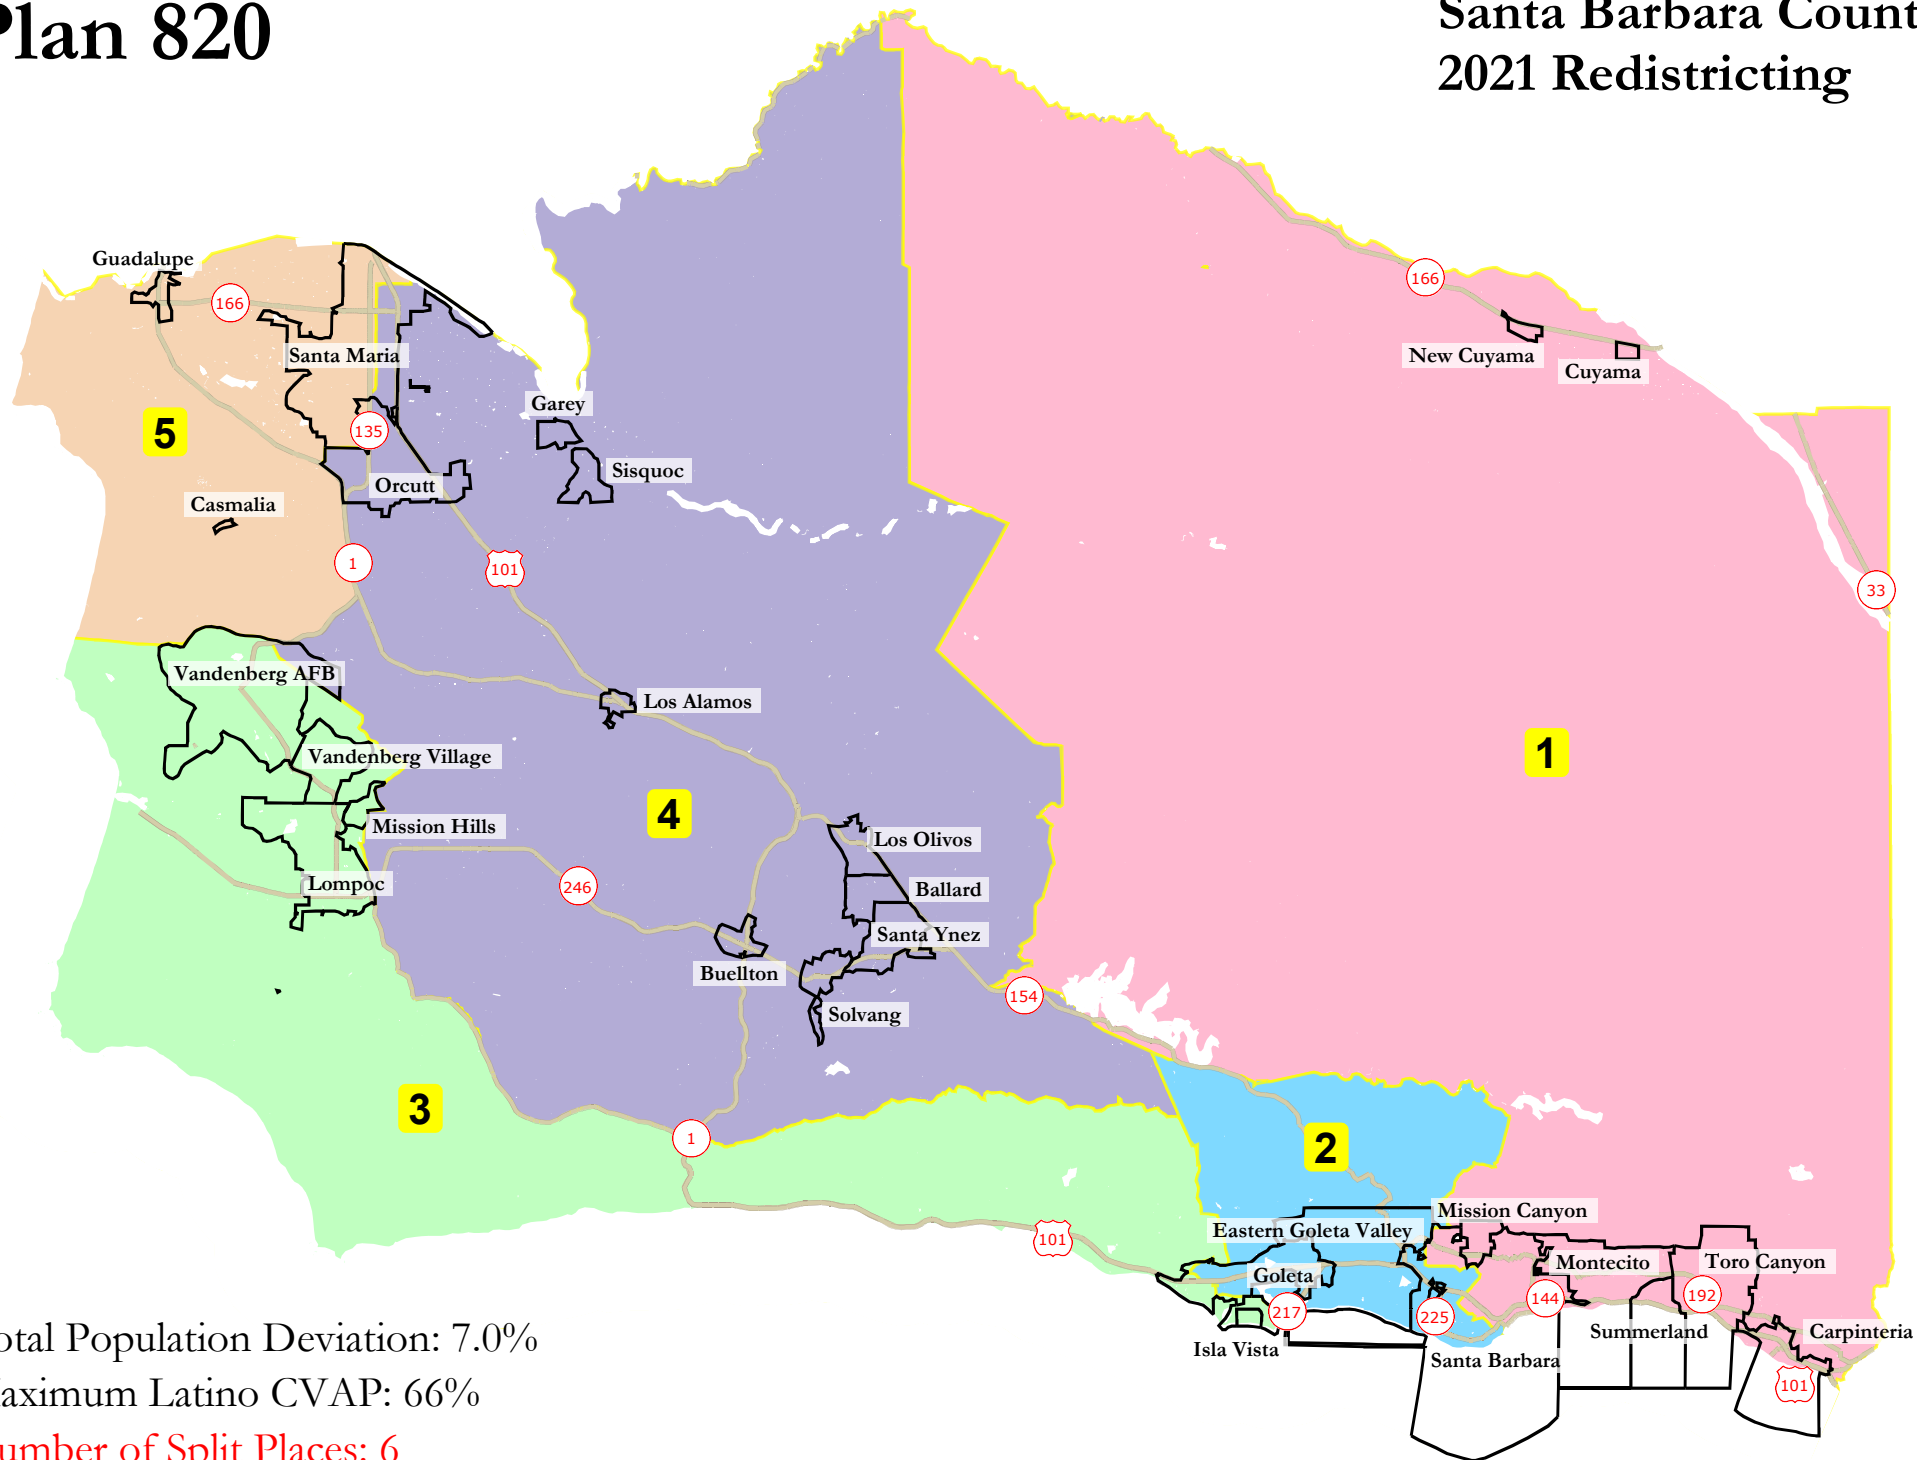 Plan 820
Santa Barbara Count
2021 Redistricting
166
Guadalupe
166
166
Santa Maria
New Cuyama
Cuyama
Garey
5
135
Sisquoc
Orcutt
Casmalia
1
101
33
Vandenberg AFB
Los Alamos
Vandenberg Village
1
4
Mission Hills
Los Olivos
Lompoc
246
Ballard
Santa Ynez
Buellton
154
Solvang
3
1
2
Mission Canyon
Eastern Goleta Valley
101
Montecito
Toro Canyon
Goleta
217
225
144
192
Summerland
Carpinteria
Isla Vista
Santa Barbara
101
otal Population Deviation: 7.0%
aximum Latino CVAP: 66%
umber of Split Places: 6